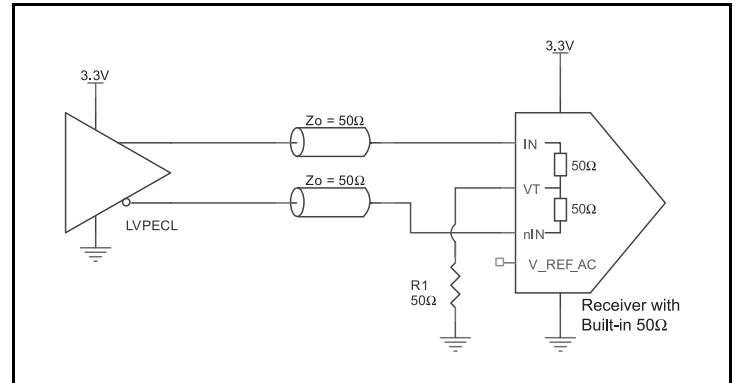 3.3V
3.3V
Zo = 50Ω
IN
50Ω
Zo = 50Ω
VT
50Ω
LVPECL
nIN
V_REF_AC
R1
50Ω
Receiver with
Built-in 50Ω